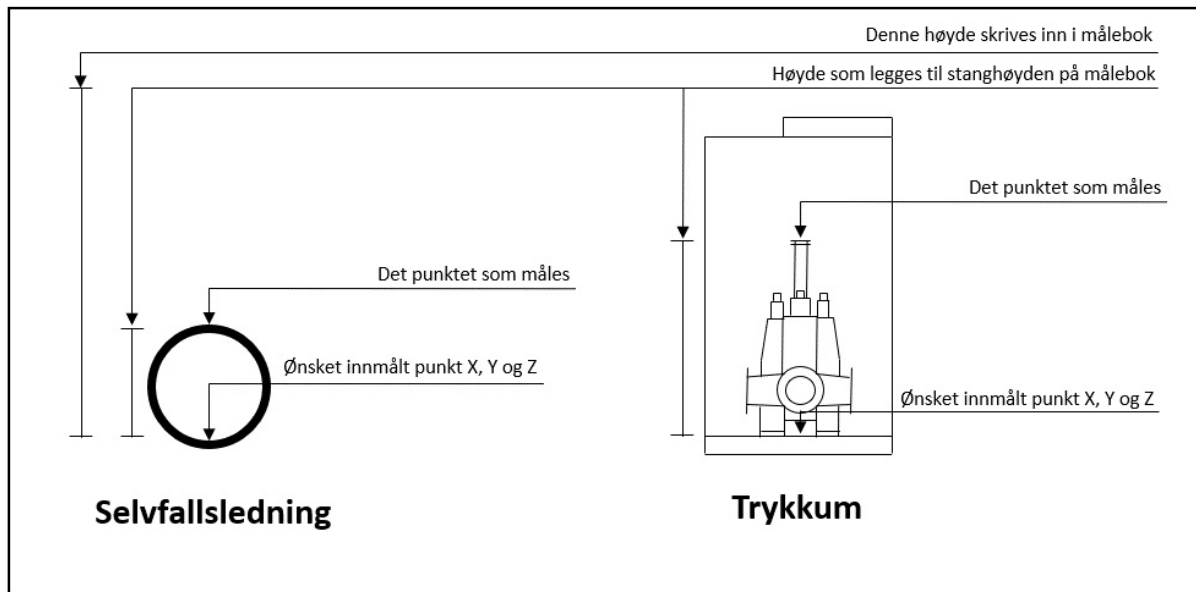 Denne høyde skrives inn i målebok
Høyde som legges til stanghøyden på målebok
Det punktet som måles
Det punktet som måles
Ønsket innmålt punkt X, Y og Z
Ønsket innmålt punkt X, Y og Z
Selvfallsledning
Trykkum